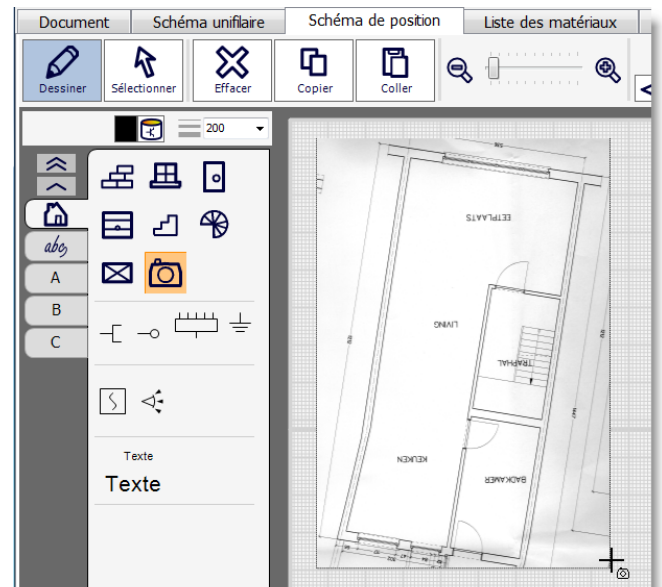 Document Schéma unifilaire Schéma de position Liste des matériaux
Dessiner Sélectionner Effacer Copier Coller
200
abc
A
B
C
Texte
Texte
EETPLAATS
LIVING
TRAPHAL
KEUKEN
BADKAMER